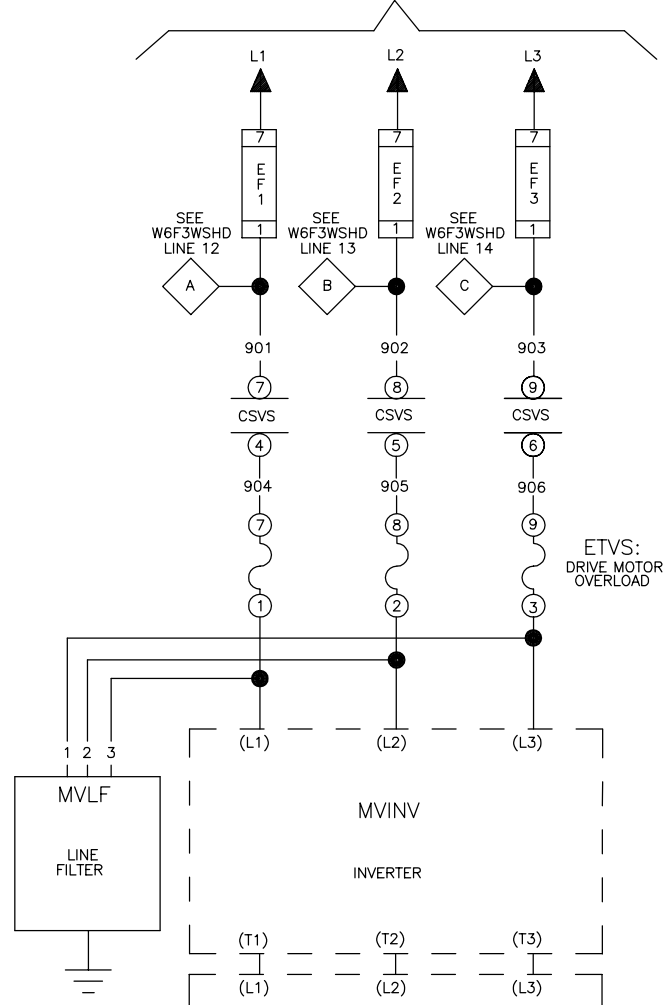 L1 L2 L3
7 7 7
E E E
F F F
1 2 3
1 1 1
SEE SEE SEE
W6F3WSHD W6F3WSHD W6F3WSHD
LINE 12 LINE 13 LINE 14
A B C
901 902 903
7 8 9
CSVS CSVS CSVS
4 5 6
904 905 906
7 8 9
ETVS:
DRIVE MOTOR
OVERLOAD
1 2 3
1 2 3
(L1) (L2) (L3)
MVLF
MVINV
LINE
FILTER
INVERTER
(T1) (T2) (T3)
(L1) (L2) (L3)